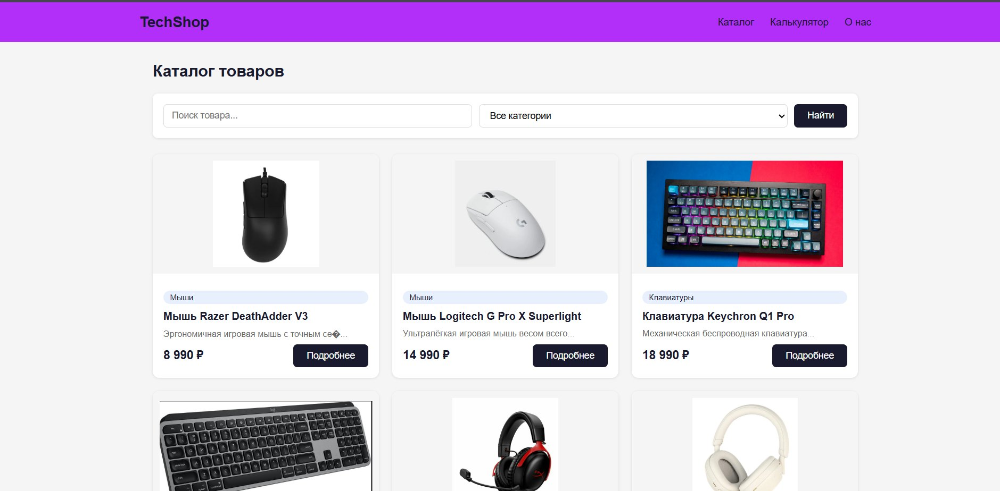 TechShop
Каталог Калькулятор О нас
Каталог товаров
Поиск товара...
Все категории
Найти
Мыши
Мышь Razer DeathAdder V3
Эргономичная игровая мышь с точным се�...
8 990 ₽
Подробнее
Мыши
Мышь Logitech G Pro X Superlight
Ультралёгкая игровая мышь весом всего...
14 990 ₽
Подробнее
Клавиатуры
Клавиатура Keychron Q1 Pro
Механическая беспроводная клавиатура...
18 990 ₽
Подробнее
logi